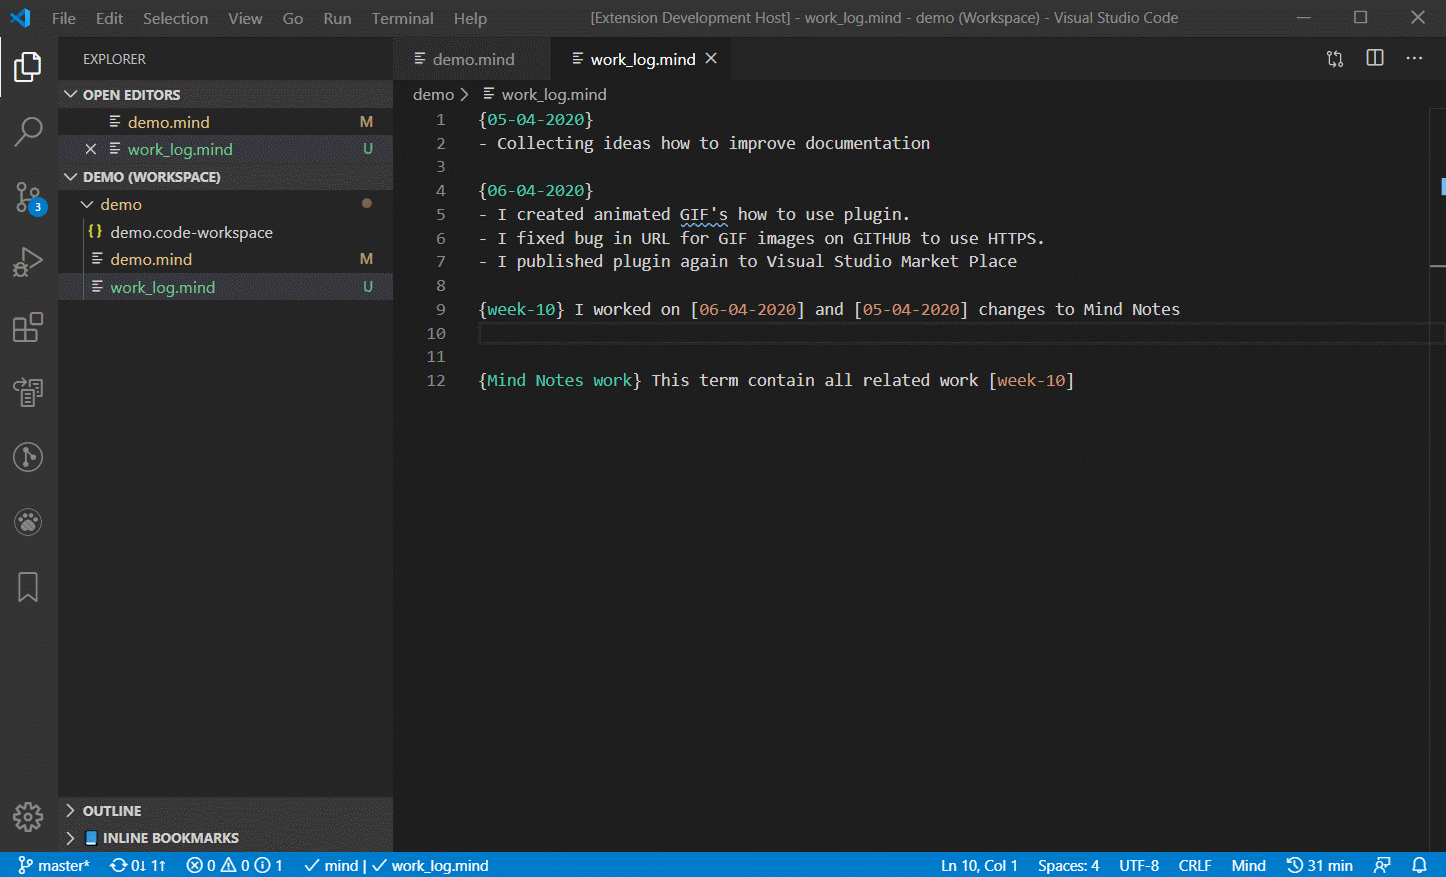 File Edit Selection View Go Run Terminal Help [Extension Development Host] - work_log.mind - demo (Workspace) - Visual Studio Code
EXPLORER
OPEN EDITORS
demo.mind M
work_log.mind U
DEMO (WORKSPACE)
demo
{} demo.code-workspace
demo.mind M
work_log.mind U
3
OUTLINE
INLINE BOOKMARKS
demo.mind work_log.mind
demo > work_log.mind
1 {05-04-2020}
2 - Collecting ideas how to improve documentation
3
4 {06-04-2020}
5 - I created animated GIF's how to use plugin.
6 - I fixed bug in URL for GIF images on GITHUB to use HTTPS.
7 - I published plugin again to Visual Studio Market Place
8
9 {week-10} I worked on [06-04-2020] and [05-04-2020] changes to Mind Notes
10
11
12 {Mind Notes work} This term contain all related work [week-10]
master* 0↓ 1↑ 0 0 1 mind | work_log.mind Ln 10, Col 1 Spaces: 4 UTF-8 CRLF Mind 31 min